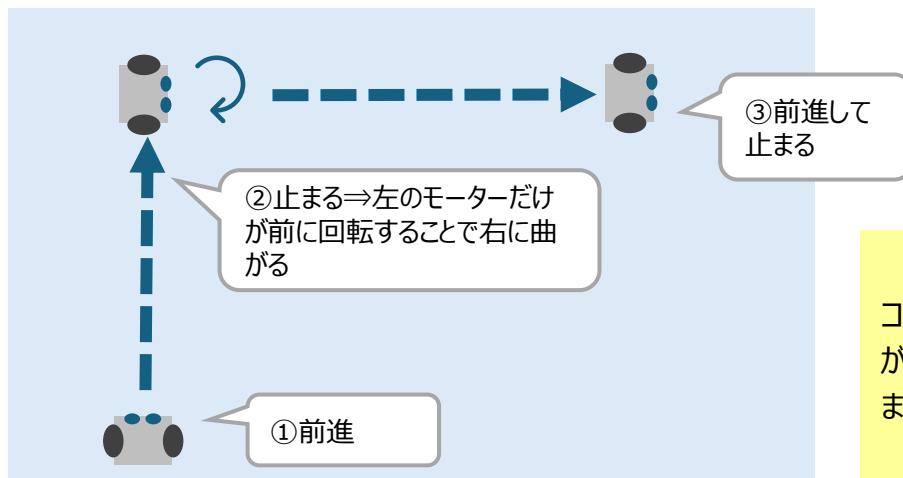 ③前進して
止まる
②止まる⇒左のモーターだけ
が前に回転することで右に曲
がる
①前進
コ
が
ま